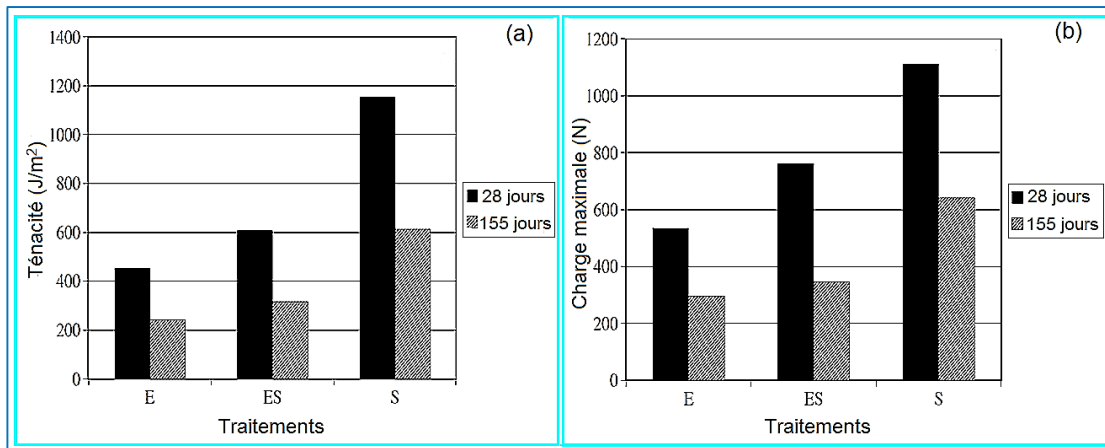 (a)
Ténacité (J/m²)
1400
1200
1000
800
600
400
200
0
E ES S
Traitements
28 jours
155 jours
(b)
Charge maximale (N)
1200
1000
800
600
400
200
0
E ES S
Traitements
28 jours
155 jours